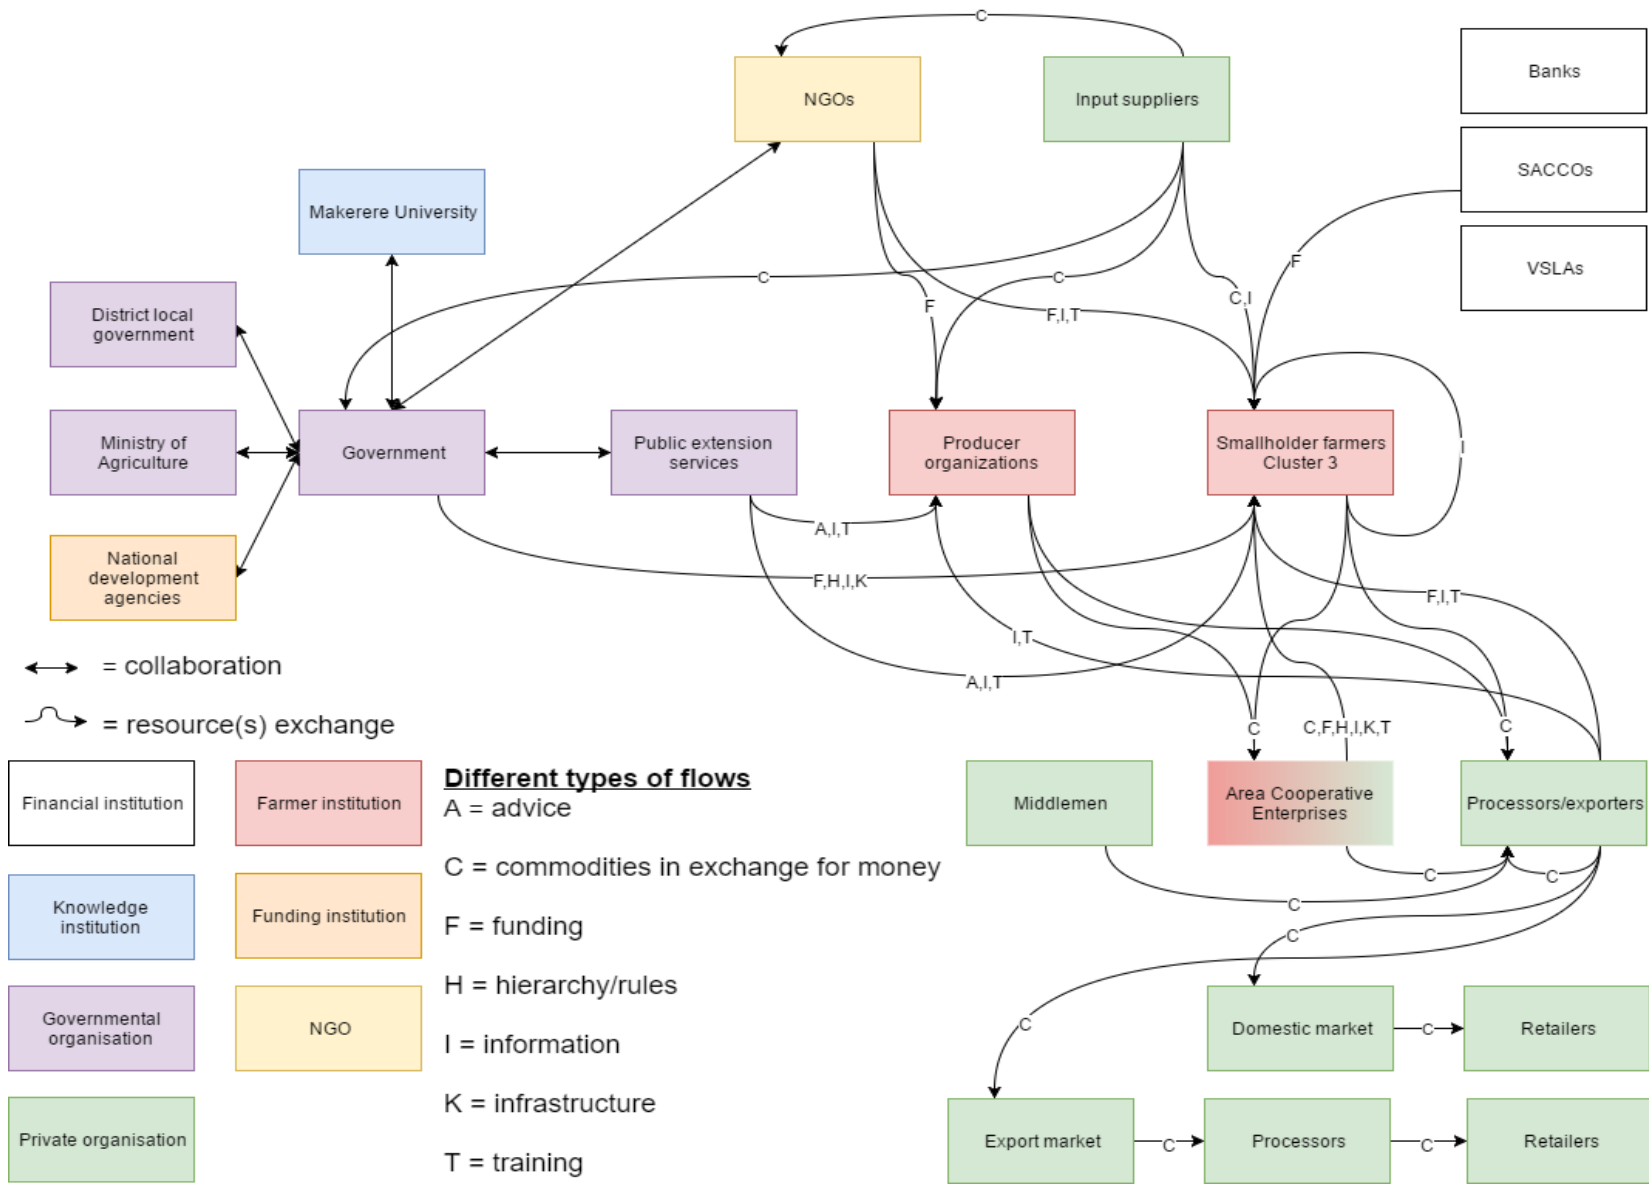 C
NGOs
Input suppliers
Banks
SACCOs
VSLAs
Makerere University
C
C
F
F
C,I
F,I,T
District local
government
Ministry of
Agriculture
Government
Public extension
services
Producer
organizations
Smallholder farmers
Cluster 3
I
National
development
agencies
A,I,T
F,H,I,K
F,I,T
I,T
A,I,T
= collaboration
= resource(s) exchange
C
C,F,H,I,K,T
C
Financial institution
Farmer institution
Knowledge
institution
Funding institution
Governmental
organisation
NGO
Private organisation
Different types of flows
A = advice
C = commodities in exchange for money
F = funding
H = hierarchy/rules
I = information
K = infrastructure
T = training
Middlemen
Area Cooperative
Enterprises
Processors/exporters
C
C
C
C
C
Domestic market
C
Retailers
Export market
C
Processors
C
Retailers